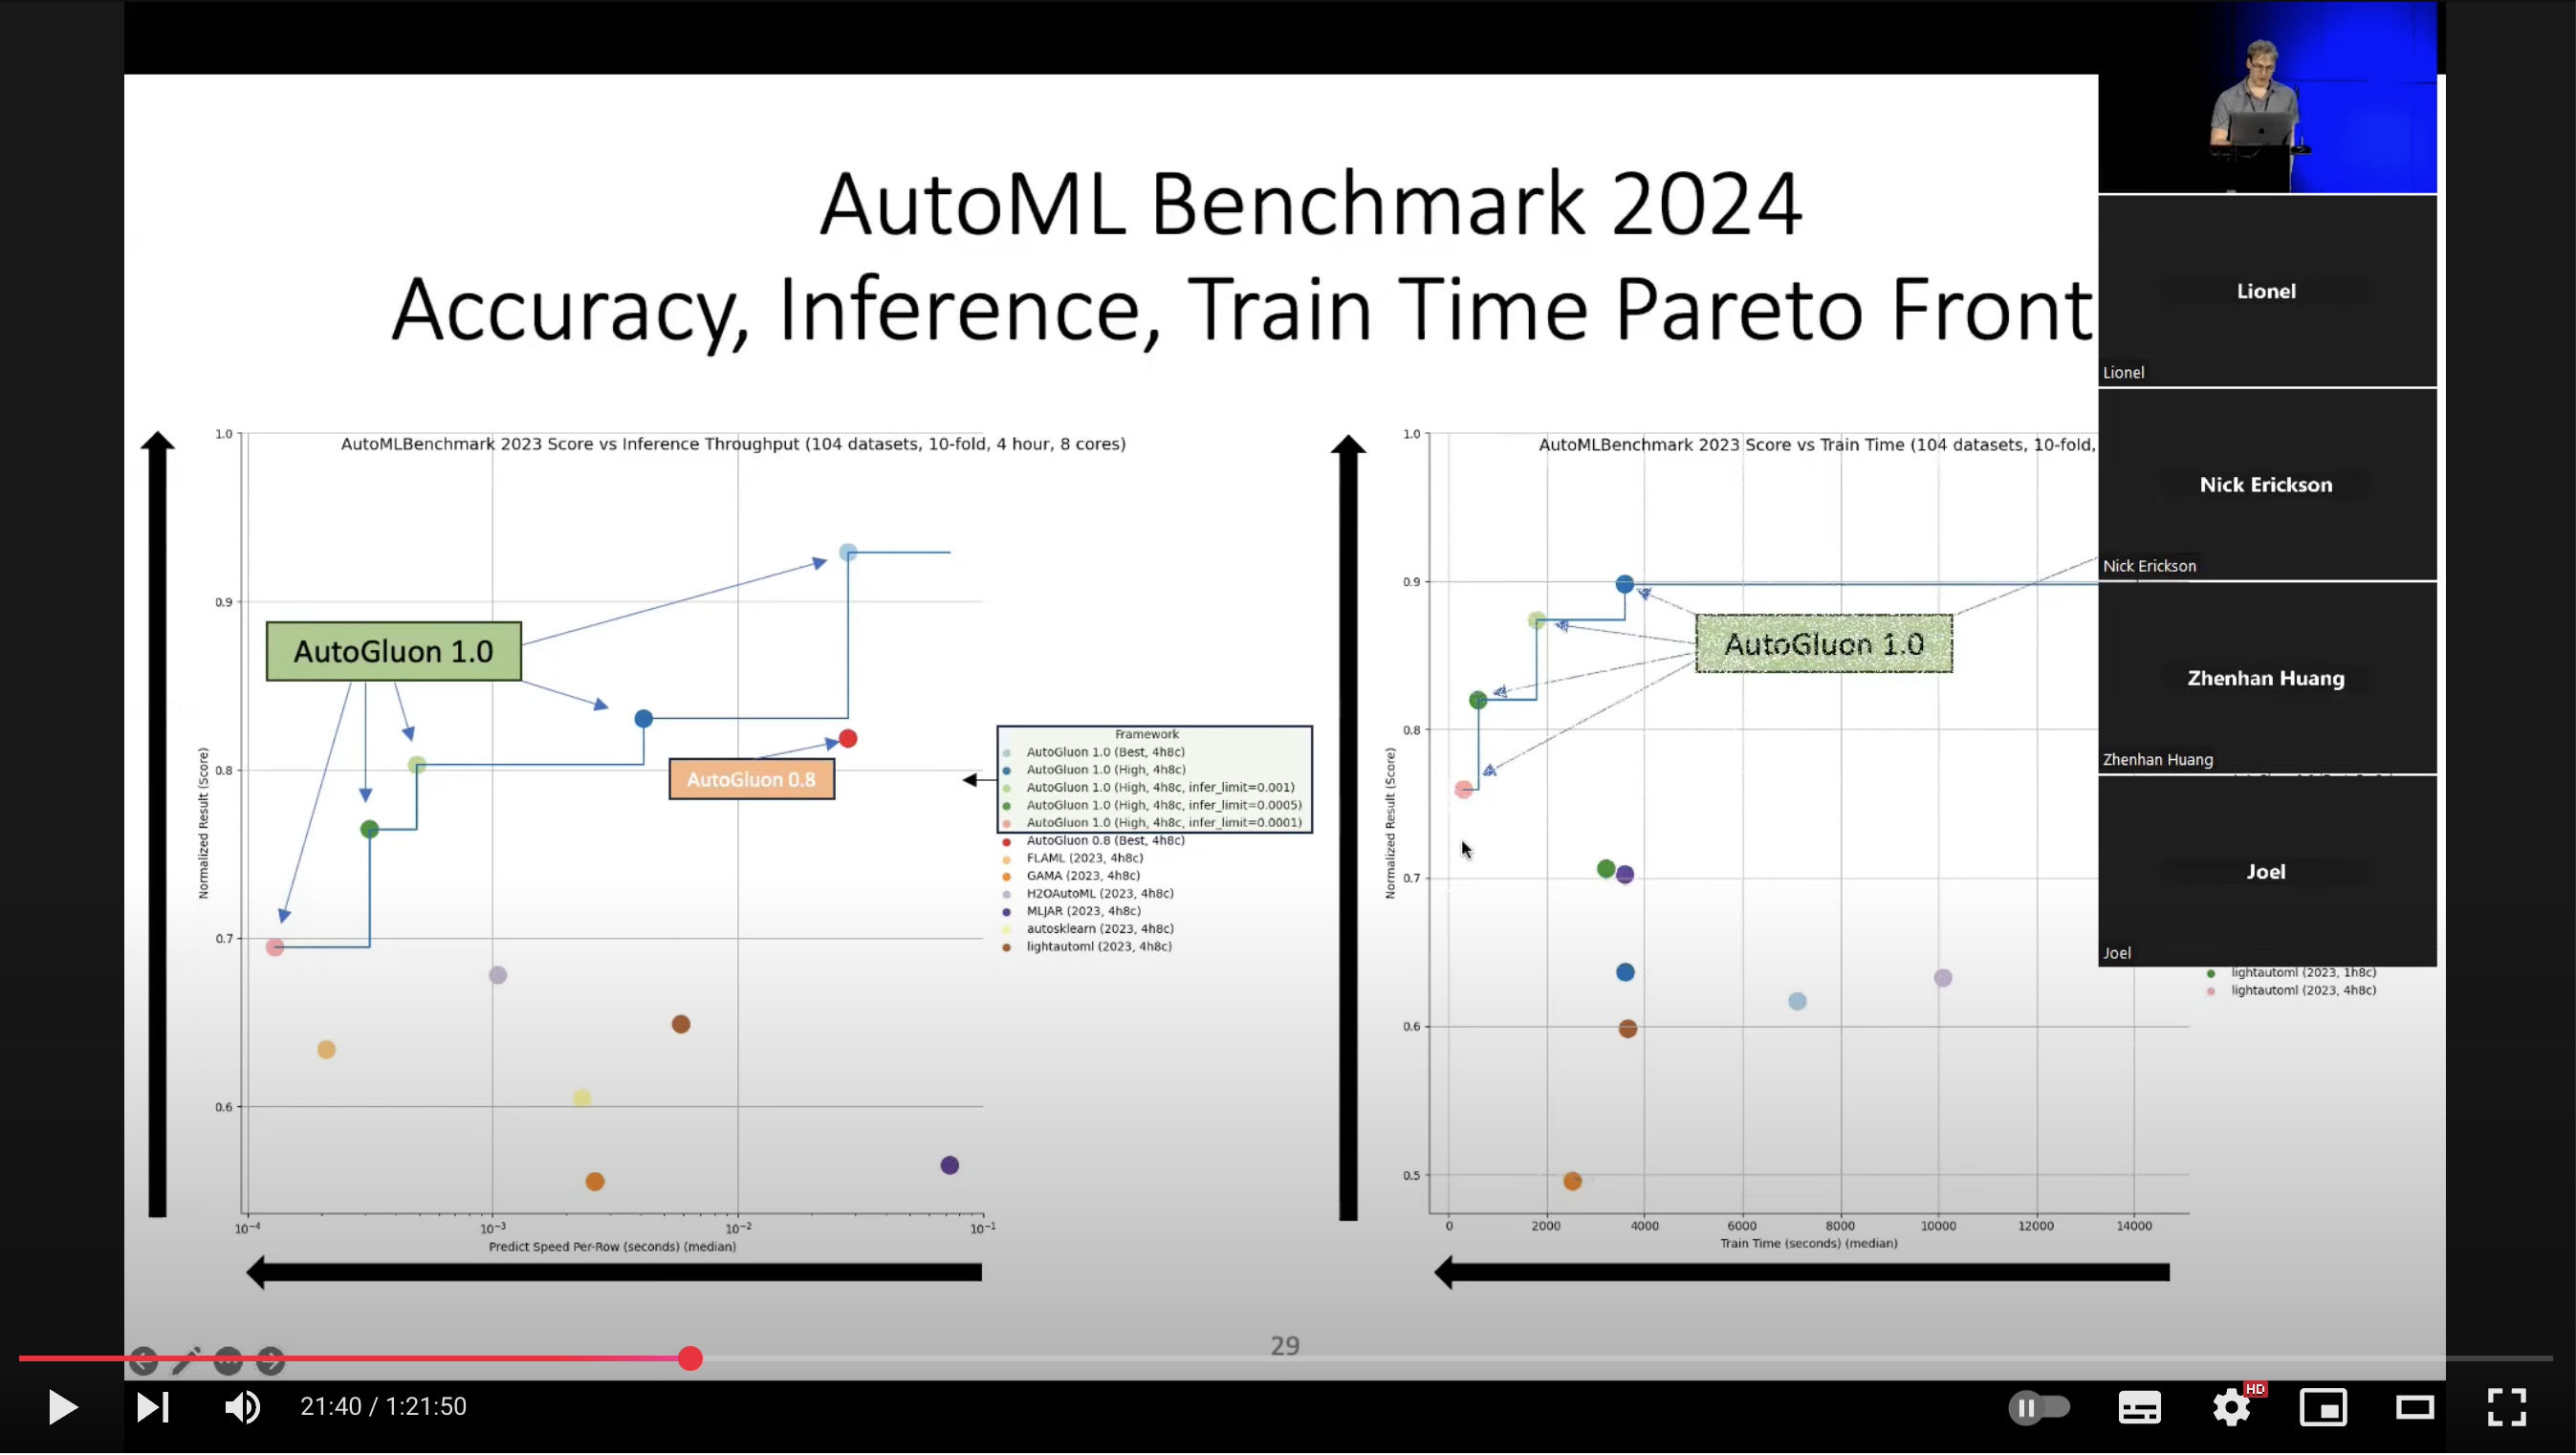 AutoML Benchmark 2024
Accuracy, Inference, Train Time Pareto Front
AutoMLBenchmark 2023 Score vs Inference Throughput (104 datasets, 10-fold, 4 hour, 8 cores)
1.0
0.9
0.8
0.7
0.6
Normalized Result (Score)
AutoGluon 1.0
AutoGluon 0.8
10⁻⁴
10⁻³
10⁻²
10⁻¹
Predict Speed Per-Row (seconds) (median)
Framework
AutoGluon 1.0 (Best, 4h8c)
AutoGluon 1.0 (High, 4h8c)
AutoGluon 1.0 (High, 4h8c, infer_limit=0.001)
AutoGluon 1.0 (High, 4h8c, infer_limit=0.0005)
AutoGluon 1.0 (High, 4h8c, infer_limit=0.0001)
AutoGluon 0.8 (Best, 4h8c)
FLAML (2023, 4h8c)
GAMA (2023, 4h8c)
H2OAutoML (2023, 4h8c)
MLJAR (2023, 4h8c)
autosklearn (2023, 4h8c)
lightautoml (2023, 4h8c)
AutoMLBenchmark 2023 Score vs Train Time (104 datasets, 10-fold,
1.0
0.9
0.8
0.7
0.6
0.5
Normalized Result (Score)
AutoGluon 1.0
0
2000
4000
6000
8000
10000
12000
14000
Train Time (seconds) (median)
lightautoml (2023, 1h8c)
lightautoml (2023, 4h8c)
Lionel
Lionel
Nick Erickson
Nick Erickson
Zhenhan Huang
Zhenhan Huang
Joel
Joel
29
21:40 / 1:21:50
HD